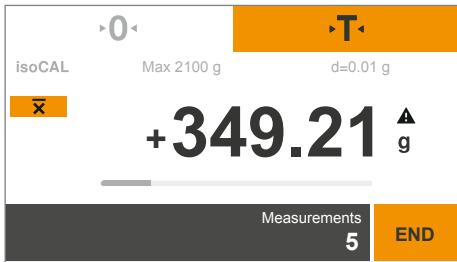 ▸0◂ ▸T◂
isoCAL Max 2100 g d=0.01 g
x̅
+349.21 g
Measurements
5
END